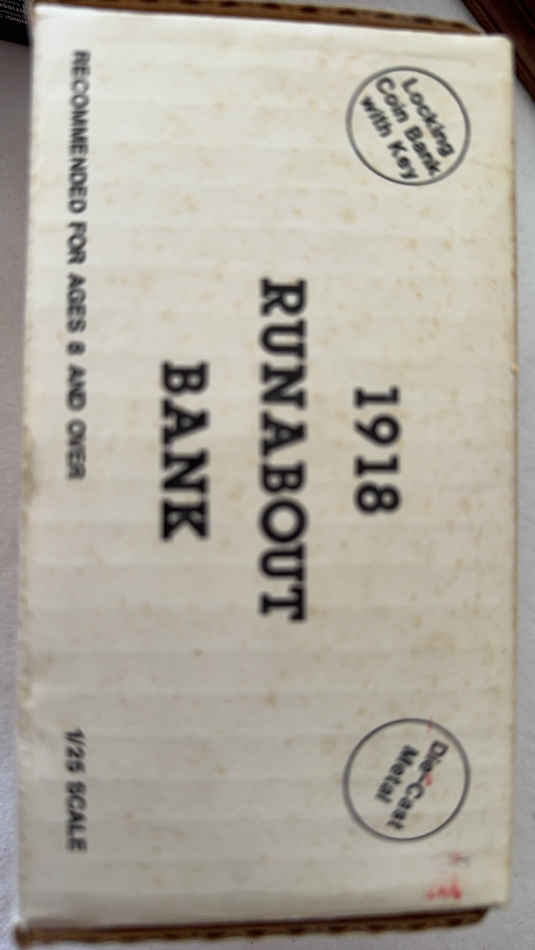 Locking
Coin Bank
with Key
Die-Cast
Metal
1918
RUNABOUT
BANK
RECOMMENDED FOR AGES 8 AND OVER
1/25 SCALE